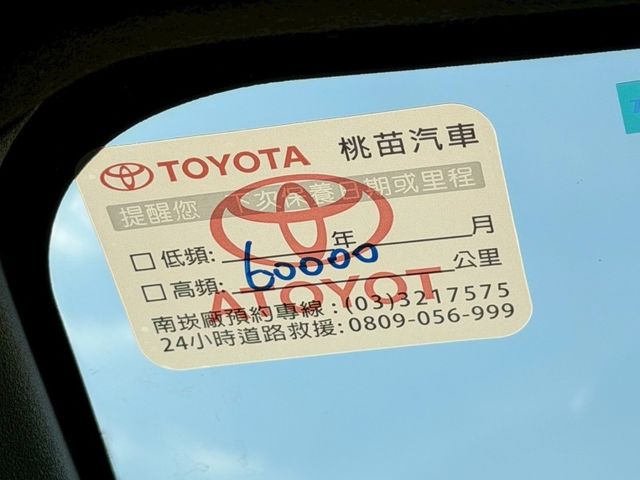 TOYOTA 桃苗汽車
提醒您 下次保養日期或里程
低頻: 年 月
高頻: 60000 公里
ATOYOT
南崁廠預約專線:(03)3217575
24小時道路救援:0809-056-999